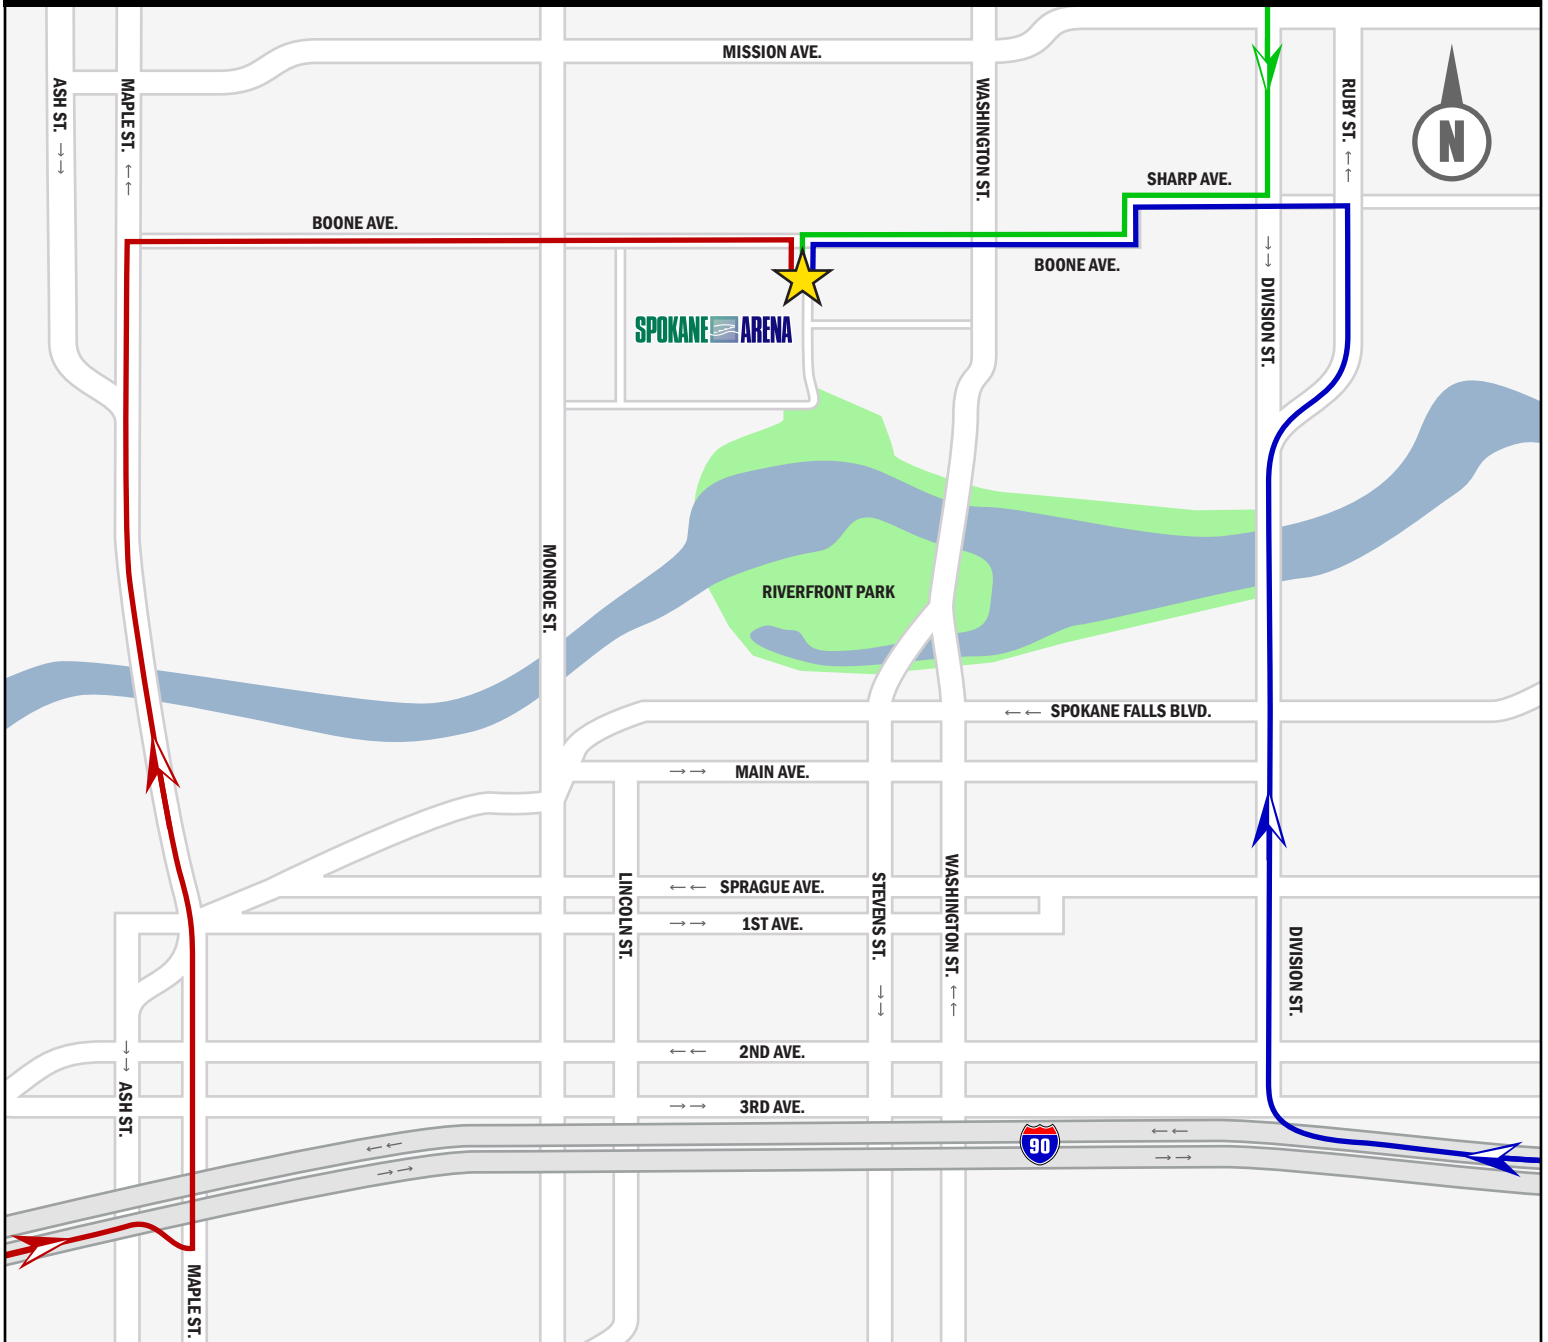 MISSION AVE.
ASH ST. →→
MAPLE ST. ←←
WASHINGTON ST.
RUBY ST. ←←
N
SHARP AVE.
BOONE AVE.
BOONE AVE.
→→ DIVISION ST.
SPOKANE ARENA
MONROE ST.
RIVERFRONT PARK
←← SPOKANE FALLS BLVD.
→→ MAIN AVE.
←← SPRAGUE AVE.
LINCOLN ST.
STEVENS ST. →→
WASHINGTON ST. ←←
→→ 1ST AVE.
DIVISION ST.
←← 2ND AVE.
→→ ASH ST.
→→ 3RD AVE.
90
←←
←←
→→
→→
MAPLE ST.